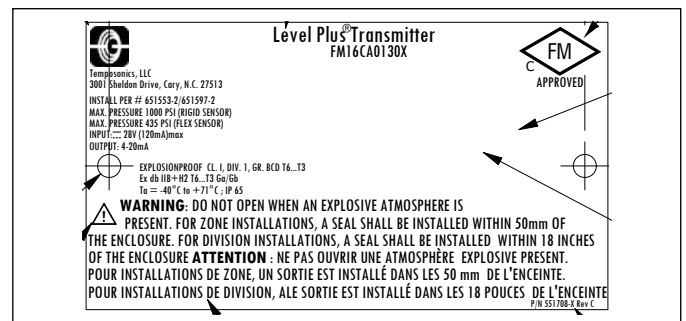 Level Plus® Transmitter
FM16CA0130X
FM
C
APPROVED
Temposonics, LLC
3001 Sheldon Drive, Cary, N.C. 27513
INSTALL PER # 651553-2/651597-2
MAX. PRESSURE 1000 PSI (RIGID SENSOR)
MAX. PRESSURE 435 PSI (FLEX SENSOR)
INPUT: ⎓ 28V (120mA)max
OUTPUT: 4-20mA
EXPLOSIONPROOF CL. I, DIV. 1, GR. BCD T6...T3
Ex db IIB+H2 T6...T3 Ga/Gb
Ta = -40°C to +71°C ; IP 65
WARNING: DO NOT OPEN WHEN AN EXPLOSIVE ATMOSPHERE IS
PRESENT. FOR ZONE INSTALLATIONS, A SEAL SHALL BE INSTALLED WITHIN 50mm OF
THE ENCLOSURE. FOR DIVISION INSTALLATIONS, A SEAL SHALL BE INSTALLED WITHIN 18 INCHES
OF THE ENCLOSURE ATTENTION : NE PAS OUVRIR UNE ATMOSPHÈRE EXPLOSIVE PRESENT.
POUR INSTALLATIONS DE ZONE, UN SORTIE EST INSTALLÉ DANS LES 50 mm DE L'ENCEINTE.
POUR INSTALLATIONS DE DIVISION, ALE SORTIE EST INSTALLÉ DANS LES 18 POUCES DE L'ENCEINTE
P/N 551708-X Rev C